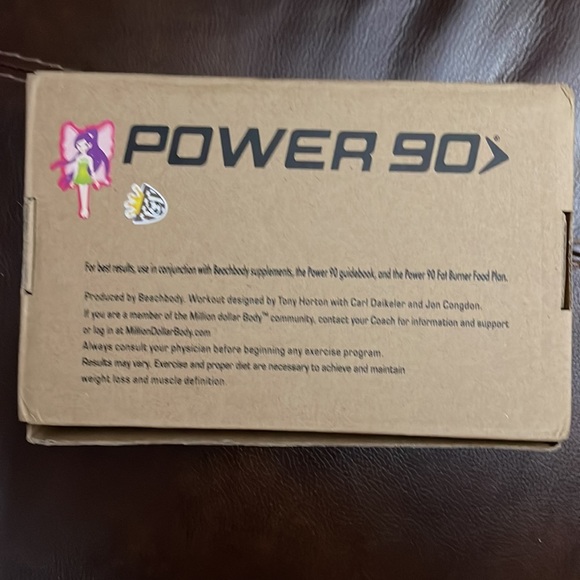 POWER 90>®
For best results, use in conjunction with Beachbody supplements, the Power 90 guidebook, and the Power 90 Fat Burner Food Plan.
Produced by Beachbody. Workout designed by Tony Horton with Carl Daikeler and Jon Congdon.
If you are a member of the Million dollar Body™ community, contact your Coach for information and support
or log in at MillionDollarBody.com
Always consult your physician before beginning any exercise program.
Results may vary. Exercise and proper diet are necessary to achieve and maintain
weight loss and muscle definition.